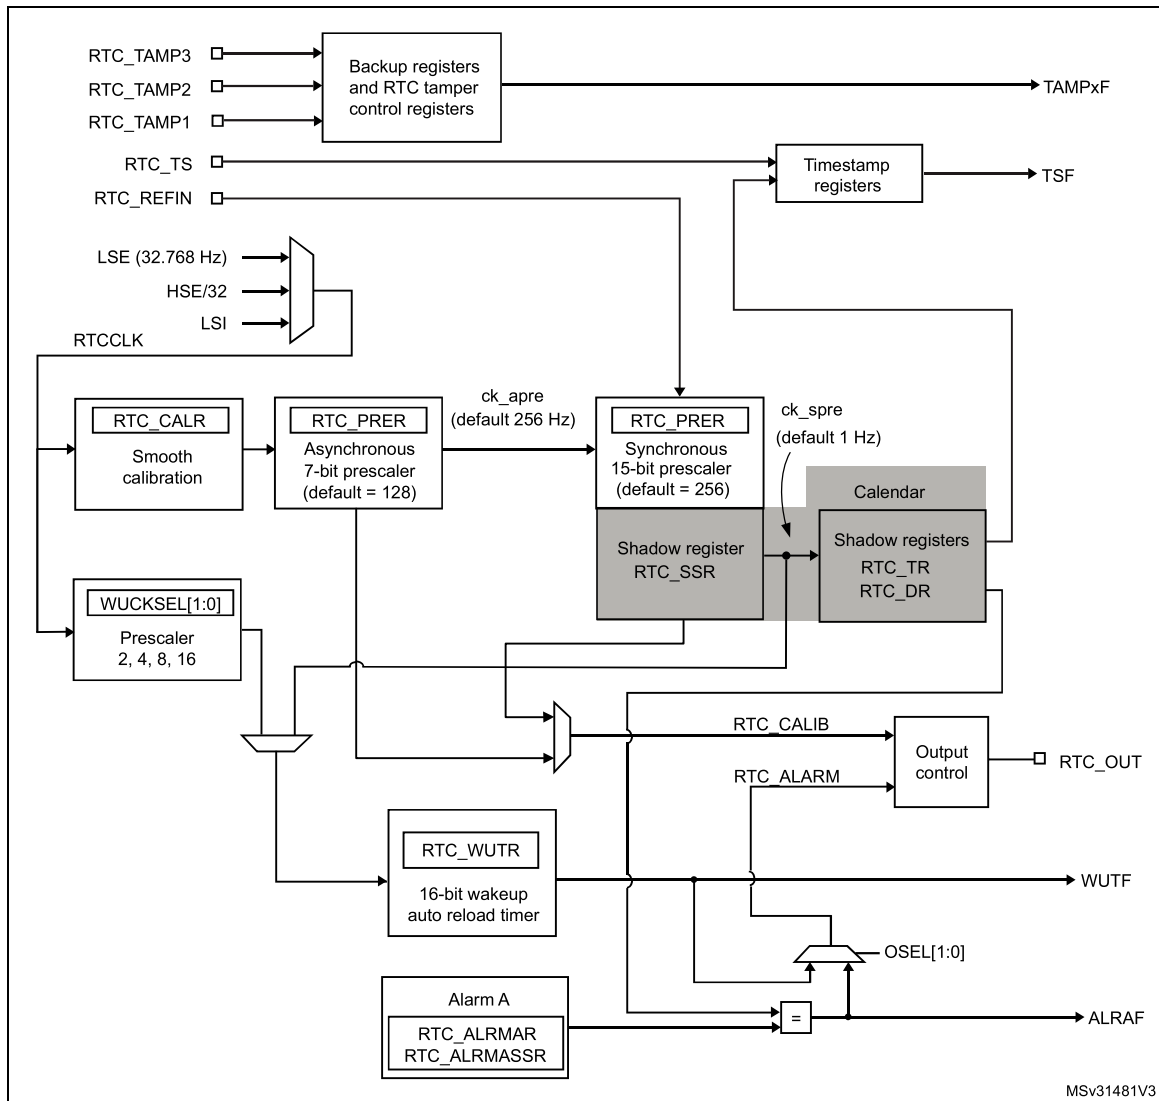 RTC_TAMP3
RTC_TAMP2
RTC_TAMP1
Backup registers
and RTC tamper
control registers
TAMPxF
RTC_TS
RTC_REFIN
Timestamp
registers
TSF
LSE (32.768 Hz)
HSE/32
LSI
RTCCLK
RTC_CALR
Smooth
calibration
RTC_PRER
Asynchronous
7-bit prescaler
(default = 128)
ck_apre
(default 256 Hz)
RTC_PRER
Synchronous
15-bit prescaler
(default = 256)
ck_spre
(default 1 Hz)
Calendar
Shadow register
RTC_SSR
Shadow registers
RTC_TR
RTC_DR
WUCKSEL[1:0]
Prescaler
2, 4, 8, 16
RTC_CALIB
RTC_ALARM
Output
control
RTC_OUT
RTC_WUTR
16-bit wakeup
auto reload timer
WUTF
OSEL[1:0]
Alarm A
RTC_ALRMAR
RTC_ALRMASSR
=
ALRAF
MSv31481V3